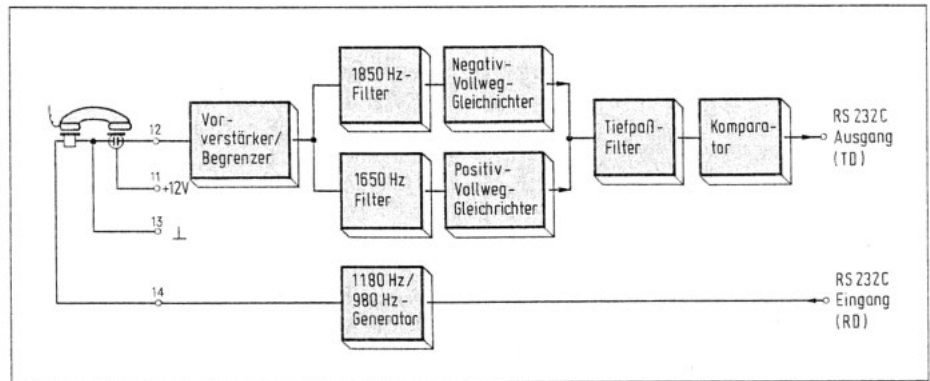 1850 Hz-
Filter
Negativ-
Vollweg-
Gleichrichter
12
Vor-
verstärker/
Begrenzer
Tiefpaß-
Filter
Kompara-
tor
RS 232C
Ausgang
(TD)
11
+12V
1650 Hz
Filter
Positiv-
Vollweg-
Gleichrichter
13
14
1180 Hz/
980 Hz-
Generator
RS 232C
Eingang
(RD)